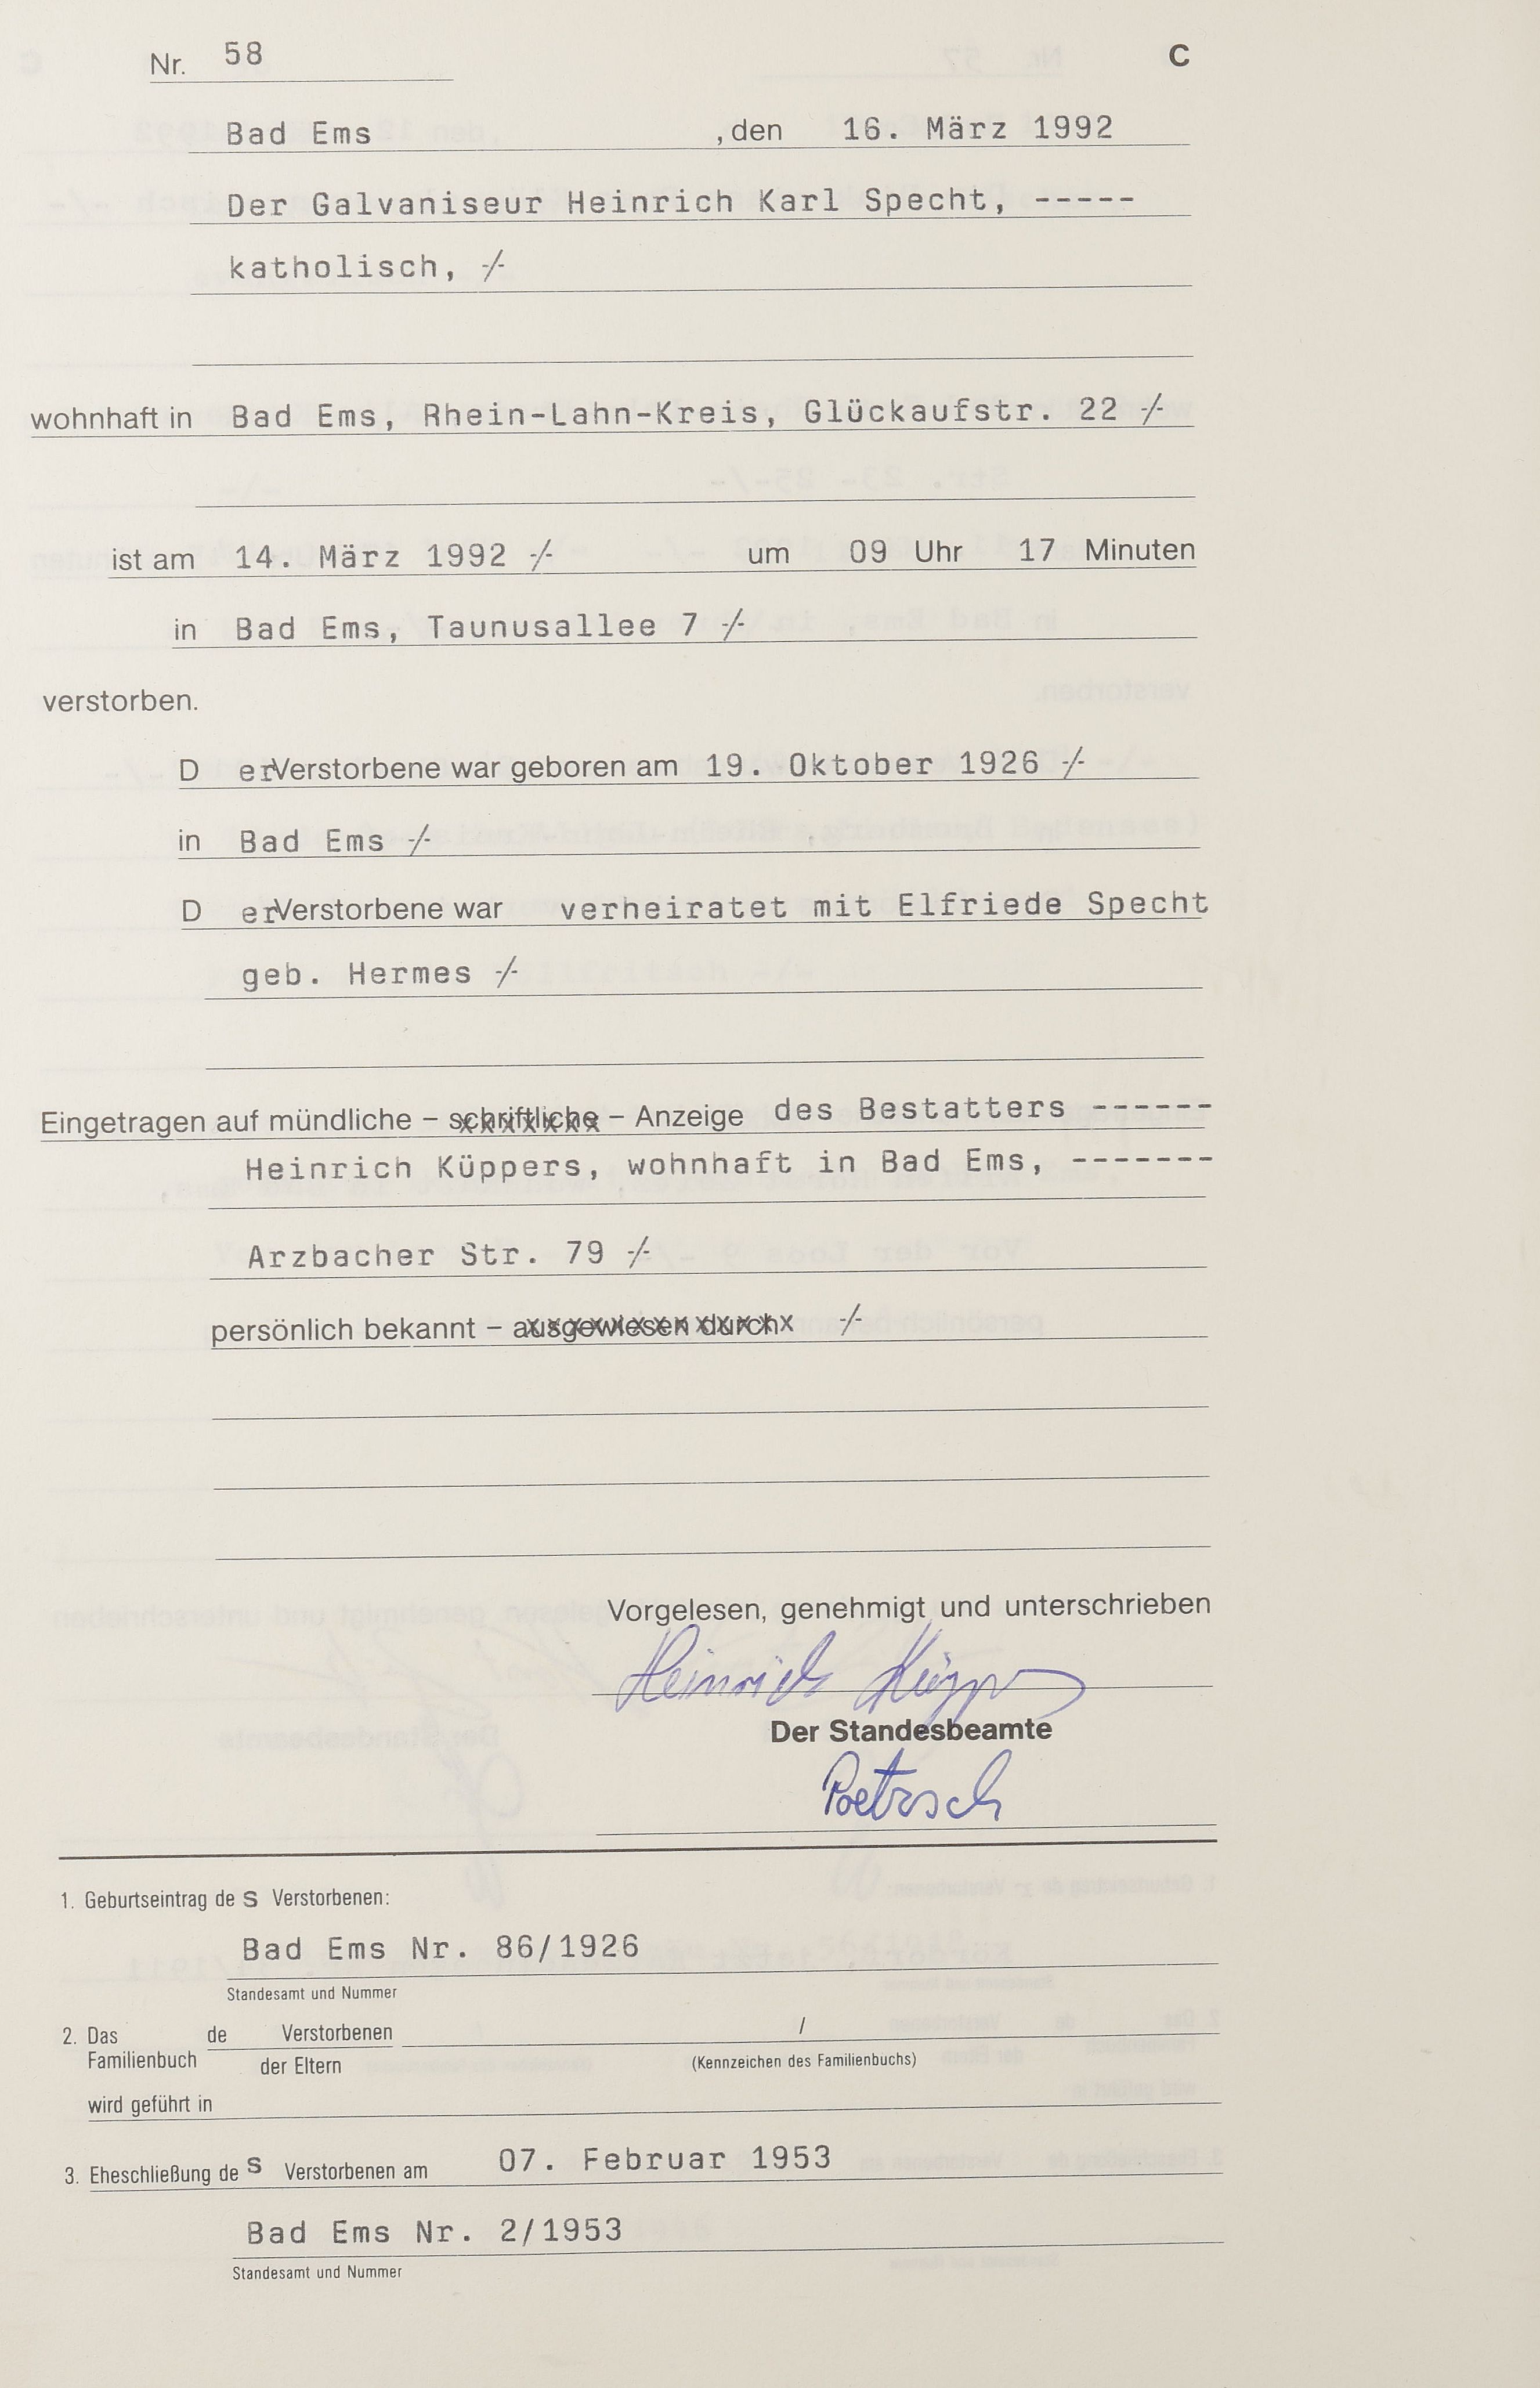 Nr. 58 C
Bad Ems , den 16. März 1992
Der Galvaniseur Heinrich Karl Specht, -----
katholisch, -/-
wohnhaft in Bad Ems, Rhein-Lahn-Kreis, Glückaufstr. 22 -/-
ist am 14. März 1992 -/- um 09 Uhr 17 Minuten
in Bad Ems, Taunusallee 7 -/-
verstorben.
D er Verstorbene war geboren am 19. Oktober 1926 -/-
in Bad Ems -/-
D er Verstorbene war verheiratet mit Elfriede Specht
geb. Hermes -/-
Eingetragen auf mündliche – schriftliche – Anzeige des Bestatters ------
Heinrich Küppers, wohnhaft in Bad Ems, -------
Arzbacher Str. 79 -/-
persönlich bekannt – ausgewiesen durch -/-
Vorgelesen, genehmigt und unterschrieben
Heinrich Küppers
Der Standesbeamte
Poetzsch
1. Geburtseintrag de s Verstorbenen:
Bad Ems Nr. 86/1926
Standesamt und Nummer
2. Das de Verstorbenen /
Familienbuch der Eltern (Kennzeichen des Familienbuchs)
wird geführt in
3. Eheschließung de s Verstorbenen am 07. Februar 1953
Bad Ems Nr. 2/1953
Standesamt und Nummer